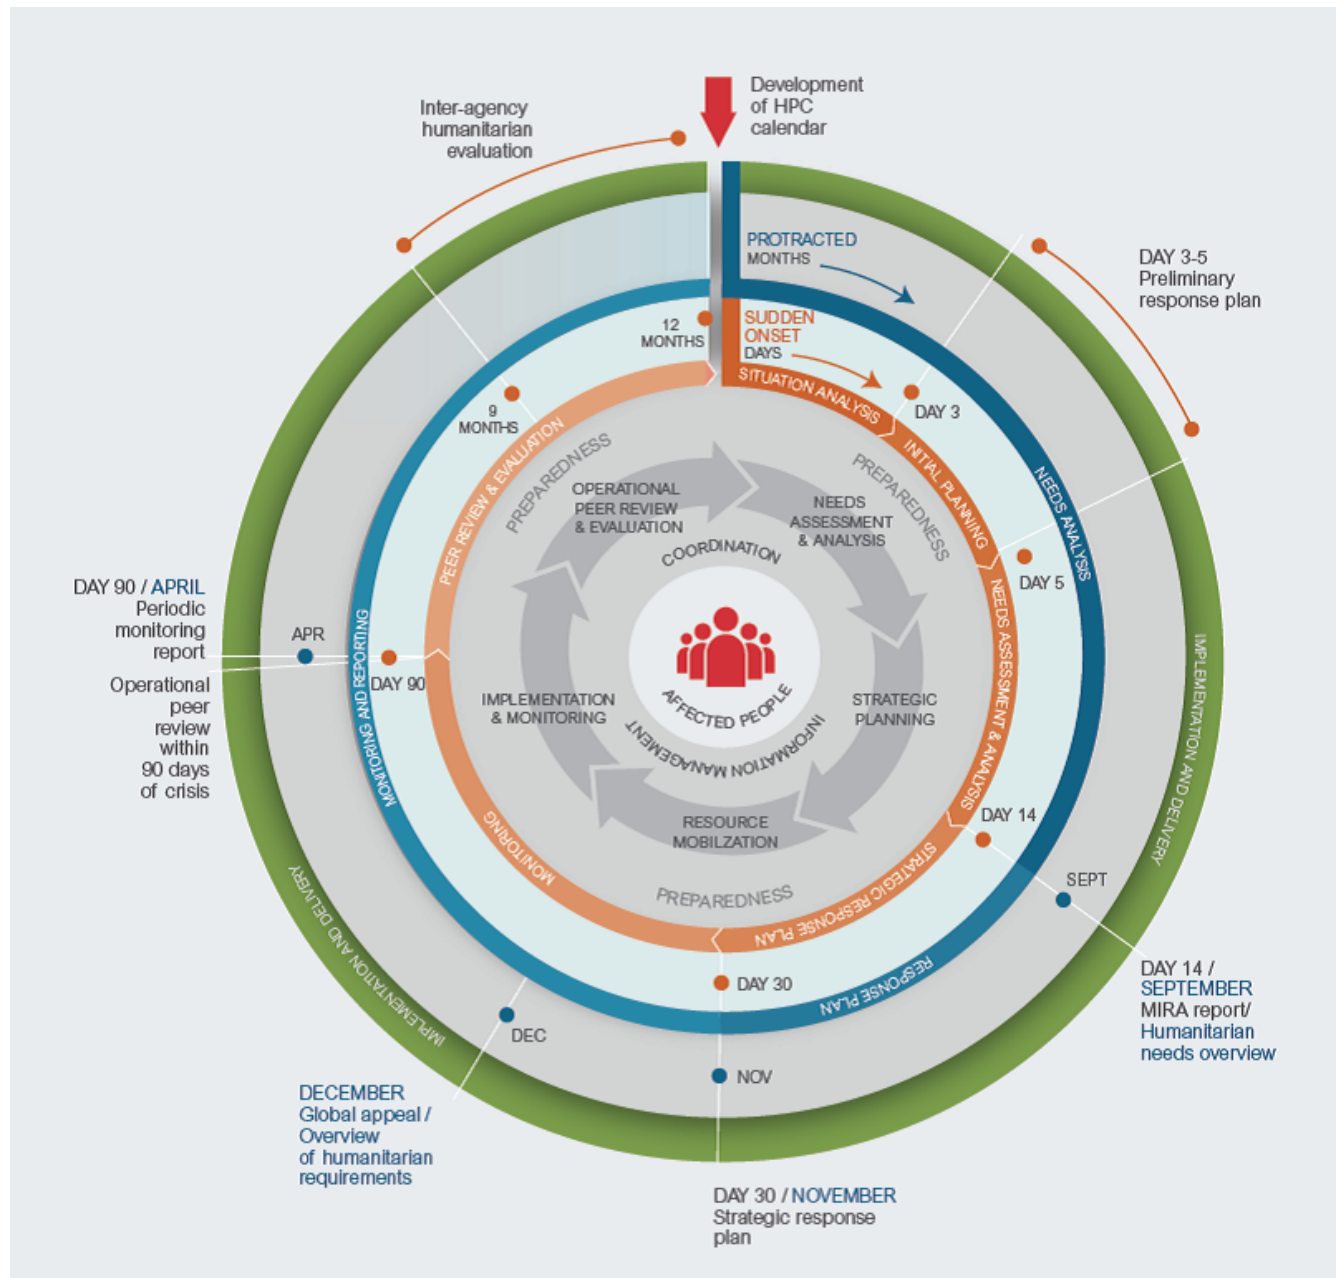 Development
of HPC
calendar
Inter-agency
humanitarian
evaluation
PROTRACTED
MONTHS
DAY 3-5
Preliminary
response plan
12
MONTHS
SUDDEN
ONSET
DAYS
SITUATION ANALYSIS
DAY 3
9
MONTHS
INITIAL PLANNING
NEEDS ANALYSIS
PEER REVIEW & EVALUATION
PREPAREDNESS
PREPAREDNESS
OPERATIONAL
PEER REVIEW
& EVALUATION
NEEDS
ASSESSMENT
& ANALYSIS
COORDINATION
DAY 5
DAY 90 / APRIL
Periodic
monitoring
report
APR
DAY 90
Operational
peer
review
within
90 days
of crisis
MONITORING AND REPORTING
IMPLEMENTATION
& MONITORING
AFFECTED PEOPLE
INFORMATION MANAGEMENT
STRATEGIC
PLANNING
NEEDS ASSESSMENT & ANALYSIS
IMPLEMENTATION AND DELIVERY
RESOURCE
MOBILZATION
DAY 14
MONITORING
STRATEGIC RESPONSE PLAN
PREPAREDNESS
SEPT
IMPLEMENTATION AND DELIVERY
DAY 30
RESPONSE PLAN
DAY 14 /
SEPTEMBER
MIRA report/
Humanitarian
needs overview
DEC
NOV
DECEMBER
Global appeal /
Overview
of humanitarian
requirements
DAY 30 / NOVEMBER
Strategic response
plan